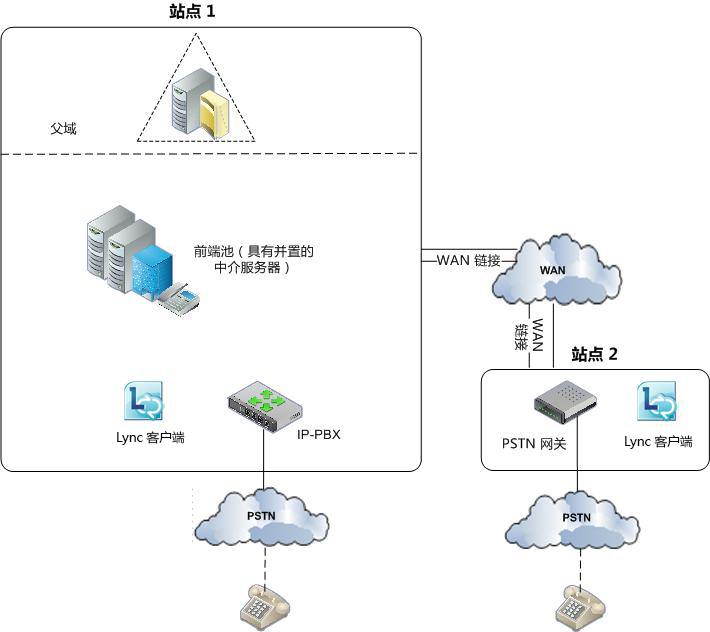 站点 1
父域
前端池（具有并置的
中介服务器）
WAN 链接
WAN
WAN
链接
站点 2
Lync 客户端
IP-PBX
PSTN 网关
Lync 客户端
PSTN
PSTN